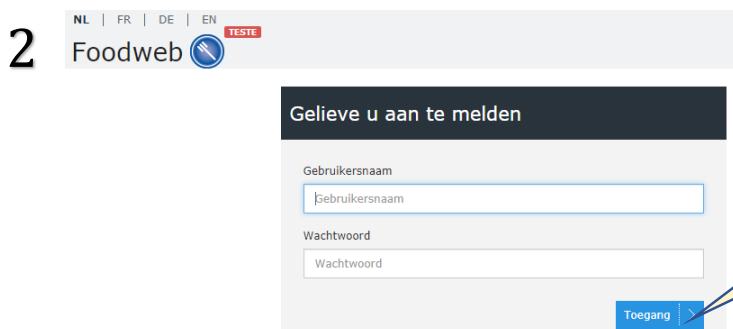 2
NL | FR | DE | EN
TESTE
Foodweb
Gelieve u aan te melden
Gebruikersnaam
Gebruikersnaam
Wachtwoord
Wachtwoord
Toegang